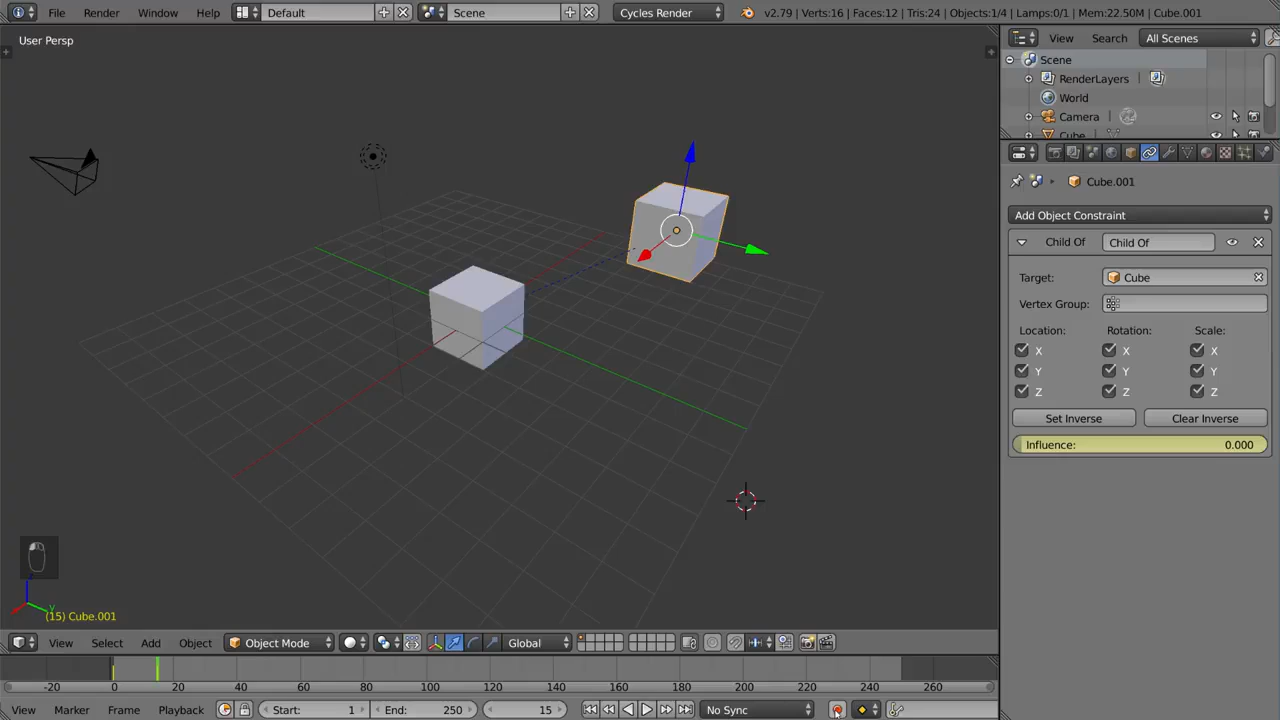 File Render Window Help Default Scene Cycles Render v2.79 | Verts:16 | Faces:12 | Tris:24 | Objects:1/4 | Lamps:0/1 | Mem:22.50M | Cube.001
User Persp
View Search All Scenes
Scene
RenderLayers
World
Camera
Cube
Cube.001
Add Object Constraint
Child Of Child Of
Target: Cube
Vertex Group:
Location: Rotation: Scale:
X X X
Y Y Y
Z Z Z
Set Inverse Clear Inverse
Influence: 0.000
y
(15) Cube.001
View Select Add Object Object Mode Global
-20 0 20 40 60 80 100 120 140 160 180 200 220 240 260
View Marker Frame Playback Start: 1 End: 250 15 No Sync